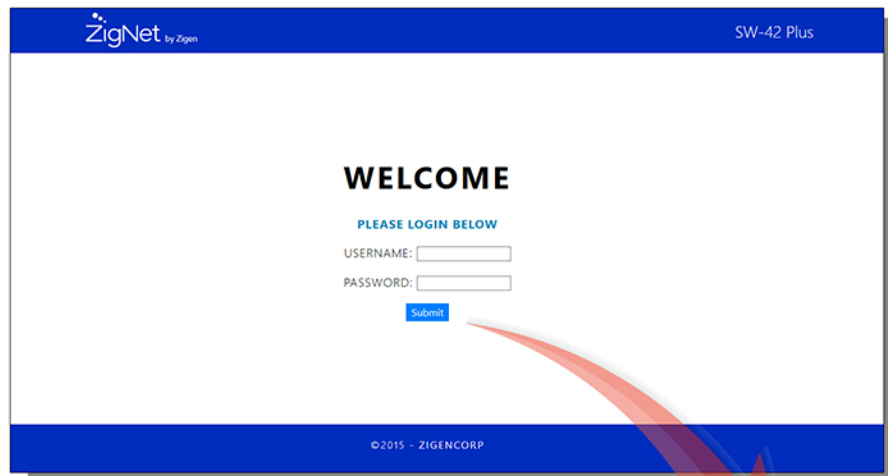 ZigNet by Zigen
SW-42 Plus
WELCOME
PLEASE LOGIN BELOW
USERNAME:
PASSWORD:
Submit
©2015 - ZIGENCORP